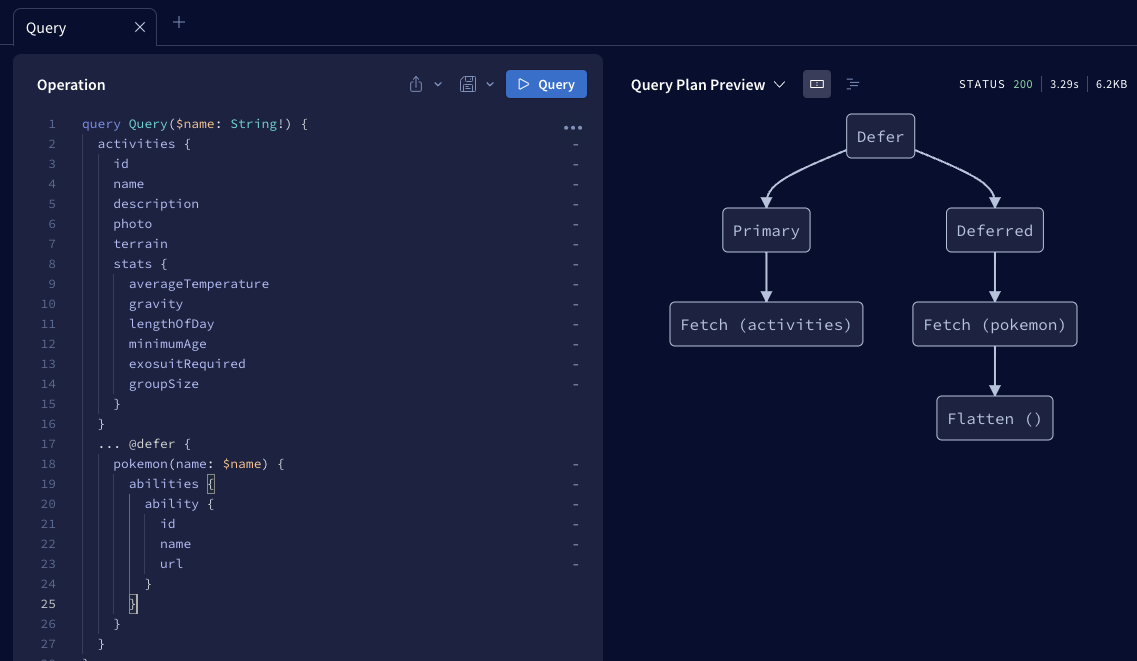 Query
Operation
Query
1 query Query($name: String!) {
2 activities {
3 id
4 name
5 description
6 photo
7 terrain
8 stats {
9 averageTemperature
10 gravity
11 lengthOfDay
12 minimumAge
13 exosuitRequired
14 groupSize
15 }
16 }
17 ... @defer {
18 pokemon(name: $name) {
19 abilities {
20 ability {
21 id
22 name
23 url
24 }
25 }
26 }
27 }
Query Plan Preview
STATUS 200 3.29s 6.2KB
Defer
Primary
Deferred
Fetch (activities)
Fetch (pokemon)
Flatten ()